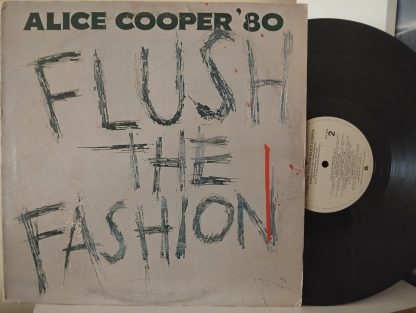 ALICE COOPER '80
FLUSH
THE
FASHION
2